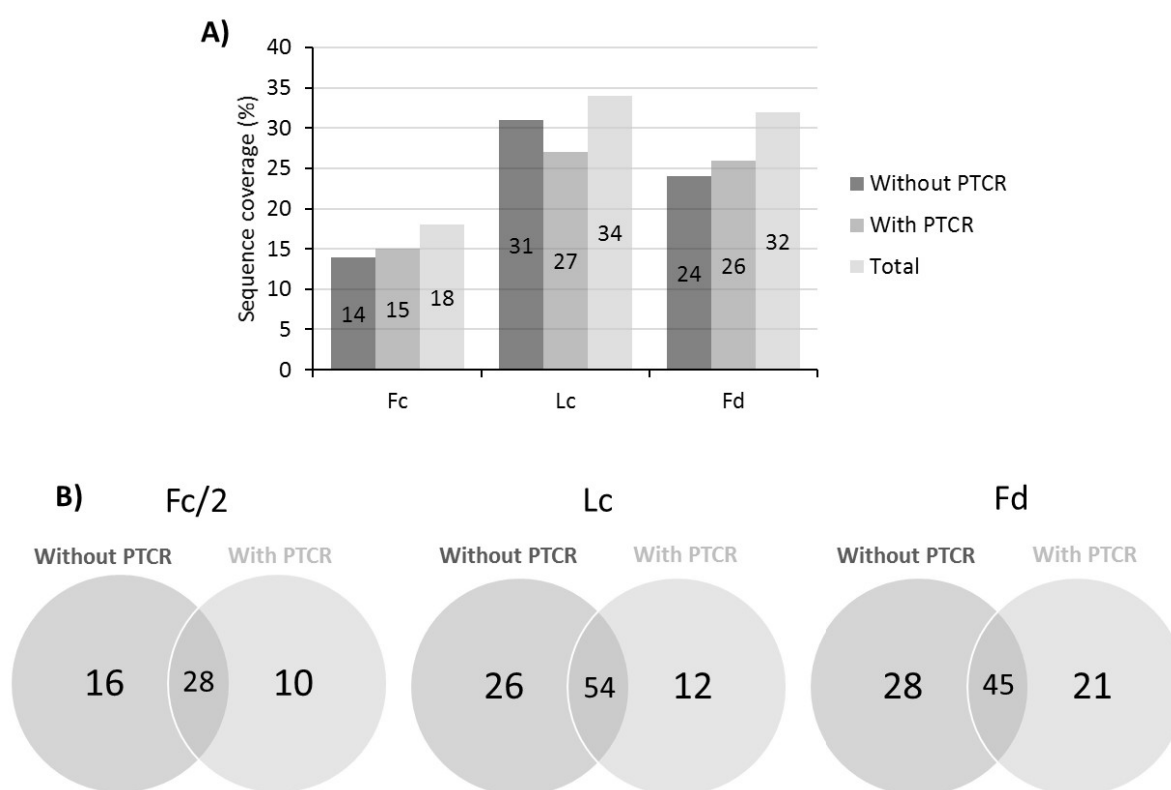 A)
Sequence coverage (%)
40
35
30
25
20
15
10
5
0
14
15
18
31
27
34
24
26
32
Fc
Lc
Fd
Without PTCR
With PTCR
Total
B)
Fc/2
Lc
Fd
Without PTCR
With PTCR
Without PTCR
With PTCR
Without PTCR
With PTCR
16
28
10
26
54
12
28
45
21